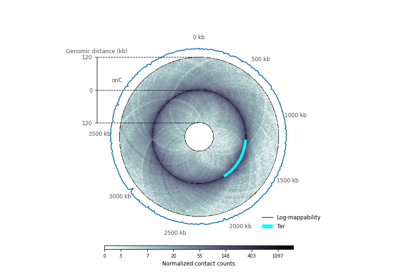 0 kb
Genomic distance (kb)
120
500 kb
oriC
0
1000 kb
120
3500 kb
1500 kb
3000 kb
Log-mappability
Ter
2000 kb
2500 kb
0 3 7 20 55 148 403 1097
Normalized contact counts